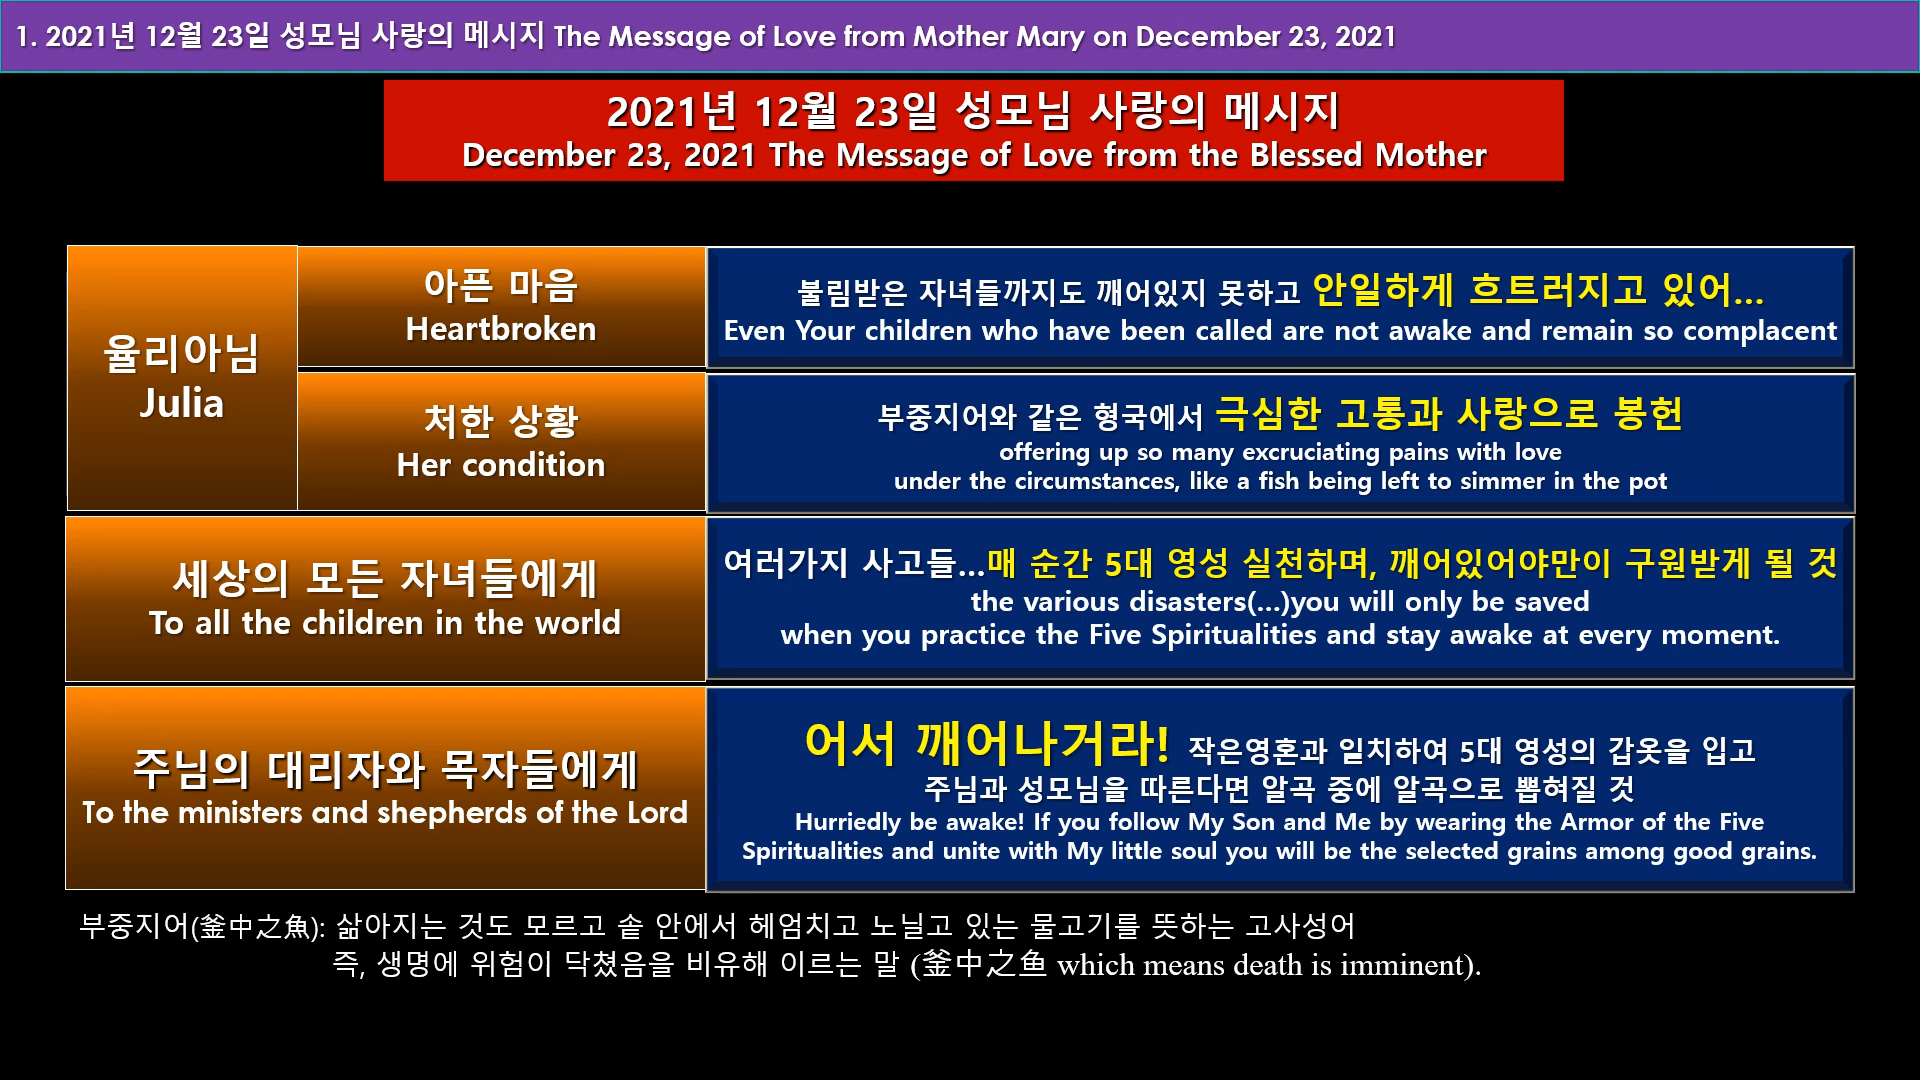 1. 2021년 12월 23일 성모님 사랑의 메시지 The Message of Love from Mother Mary on December 23, 2021
2021년 12월 23일 성모님 사랑의 메시지
December 23, 2021 The Message of Love from the Blessed Mother
율리아님
Julia
아픈 마음
Heartbroken
불림받은 자녀들까지도 깨어있지 못하고 안일하게 흐트러지고 있어...
Even Your children who have been called are not awake and remain so complacent
처한 상황
Her condition
부중지어와 같은 형국에서 극심한 고통과 사랑으로 봉헌
offering up so many excruciating pains with love
under the circumstances, like a fish being left to simmer in the pot
세상의 모든 자녀들에게
To all the children in the world
여러가지 사고들...매 순간 5대 영성 실천하며, 깨어있어야만이 구원받게 될 것
the various disasters(...)you will only be saved
when you practice the Five Spiritualities and stay awake at every moment.
주님의 대리자와 목자들에게
To the ministers and shepherds of the Lord
어서 깨어나거라! 작은영혼과 일치하여 5대 영성의 갑옷을 입고
주님과 성모님을 따른다면 알곡 중에 알곡으로 뽑혀질 것
Hurriedly be awake! If you follow My Son and Me by wearing the Armor of the Five
Spiritualities and unite with My little soul you will be the selected grains among good grains.
부중지어(釜中之魚): 삶아지는 것도 모르고 솥 안에서 헤엄치고 노닐고 있는 물고기를 뜻하는 고사성어
즉, 생명에 위험이 닥쳤음을 비유해 이르는 말 (釜中之鱼 which means death is imminent).